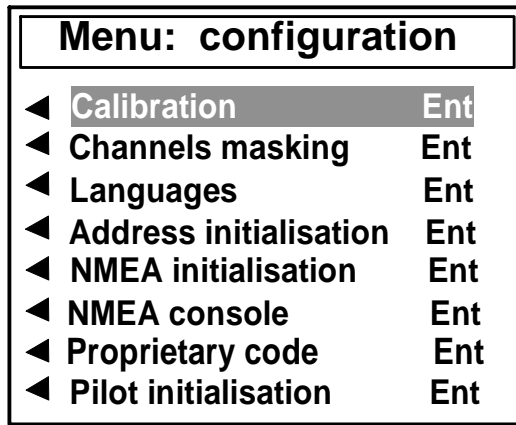 Menu: configuration
Calibration Ent
Channels masking Ent
Languages Ent
Address initialisation Ent
NMEA initialisation Ent
NMEA console Ent
Proprietary code Ent
Pilot initialisation Ent